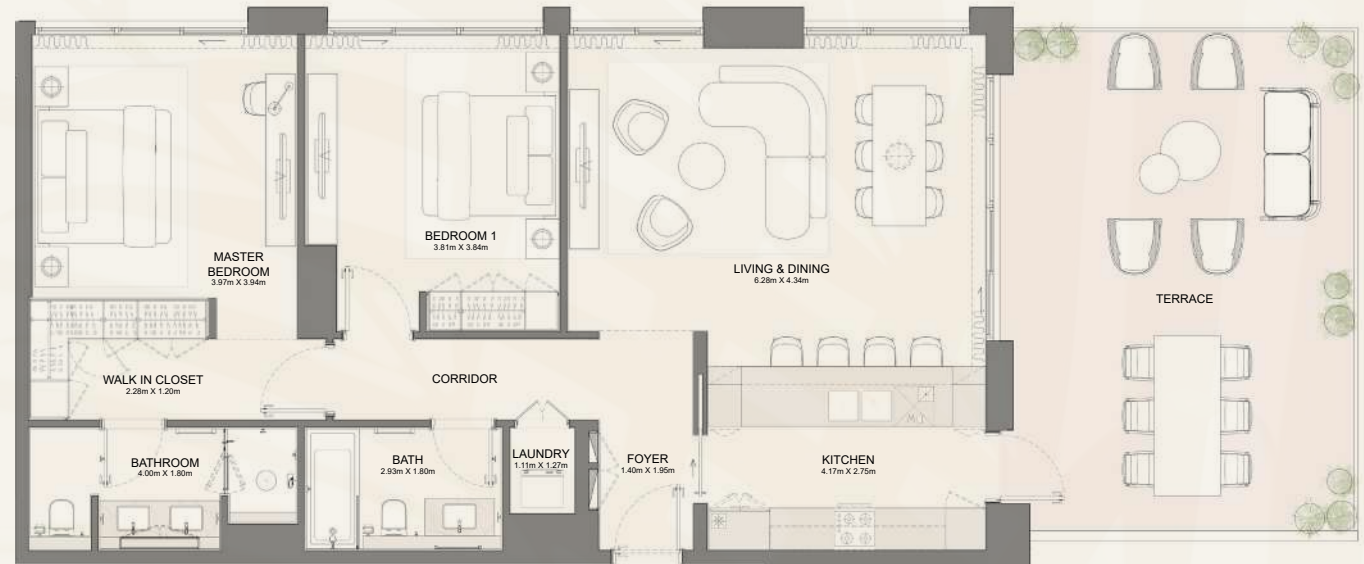 MASTER
BEDROOM
3.97m X 3.94m
BEDROOM 1
3.81m X 3.84m
LIVING & DINING
6.28m X 4.34m
TERRACE
WALK IN CLOSET
2.28m X 1.20m
CORRIDOR
BATHROOM
4.00m X 1.80m
BATH
2.93m X 1.80m
LAUNDRY
1.11m X 1.27m
FOYER
1.40m X 1.95m
KITCHEN
4.17m X 2.75m